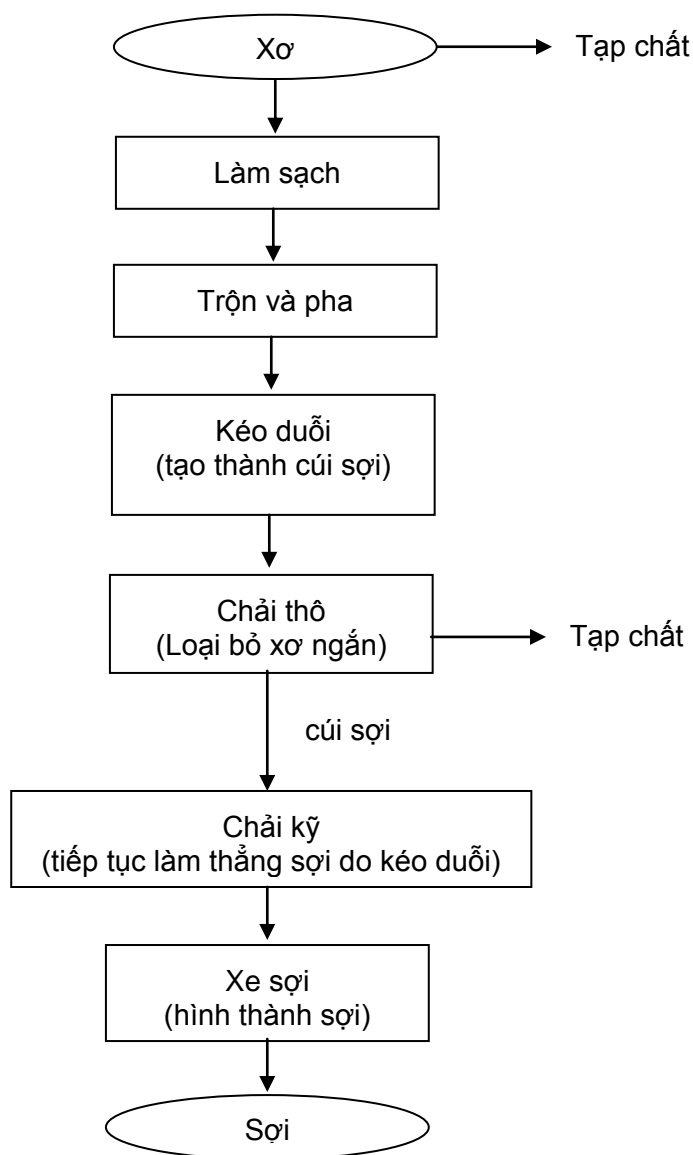 Xơ
Tạp chất
Làm sạch
Trộn và pha
Kéo duỗi
(tạo thành cúi sợi)
Chải thô
(Loại bỏ xơ ngắn)
Tạp chất
cúi sợi
Chải kỹ
(tiếp tục làm thẳng sợi do kéo duỗi)
Xe sợi
(hình thành sợi)
Sợi